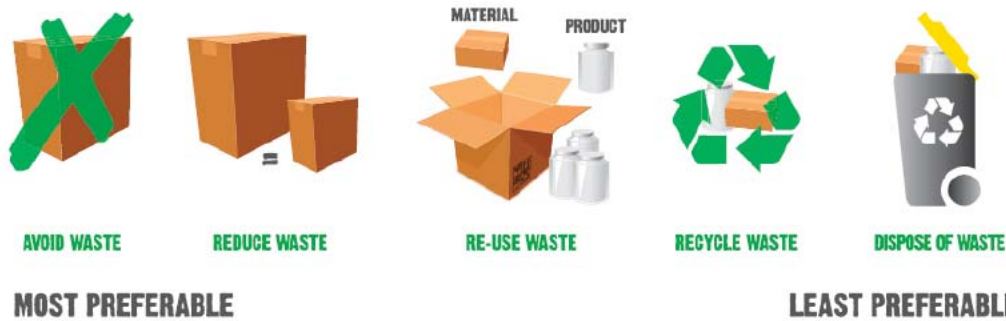 MATERIAL
PRODUCT
AVOID WASTE
REDUCE WASTE
RE-USE WASTE
RECYCLE WASTE
DISPOSE OF WASTE
MOST PREFERABLE
LEAST PREFERABL